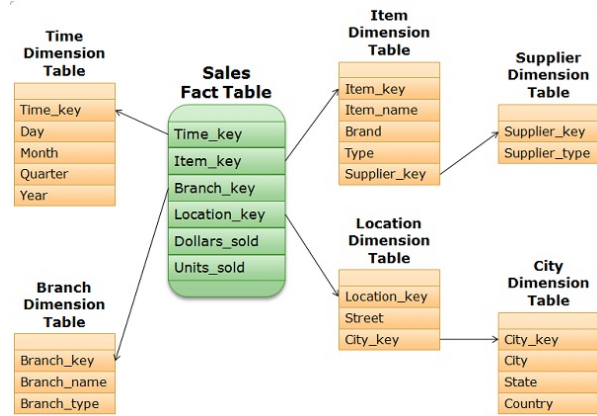 Time
Dimension
Table
Time_key
Day
Month
Quarter
Year
Sales
Fact Table
Time_key
Item_key
Branch_key
Location_key
Dollars_sold
Units_sold
Item
Dimension
Table
Item_key
Item_name
Brand
Type
Supplier_key
Supplier
Dimension
Table
Supplier_key
Supplier_type
Branch
Dimension
Table
Branch_key
Branch_name
Branch_type
Location
Dimension
Table
Location_key
Street
City_key
City
Dimension
Table
City_key
City
State
Country